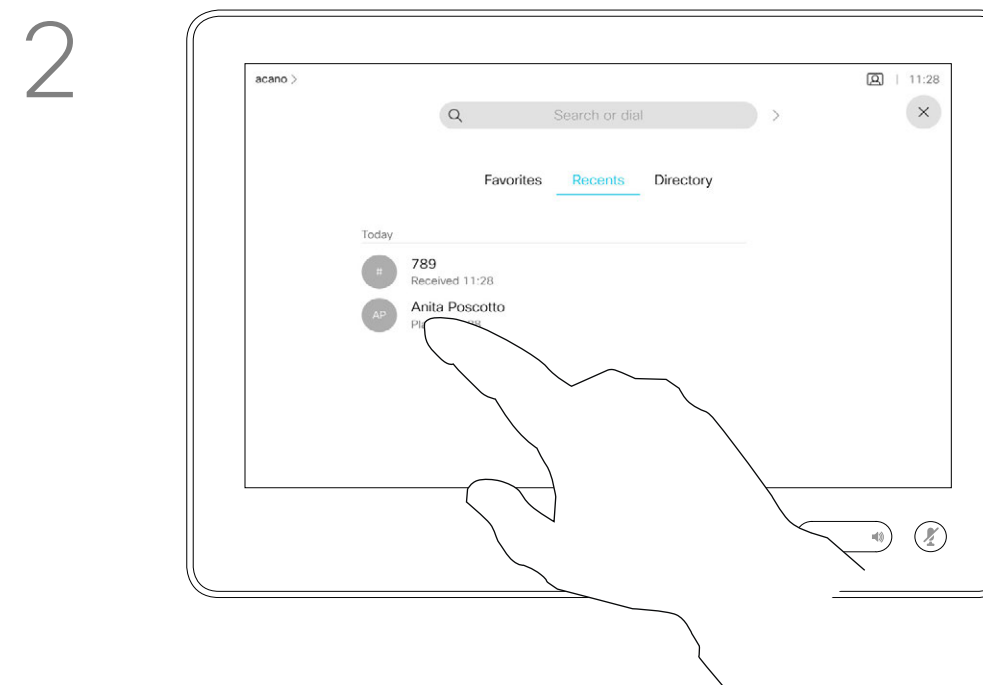 2
acano >
11:28
Search or dial
Favorites Recents Directory
Today
#
789
Received 11:28
AP
Anita Poscotto